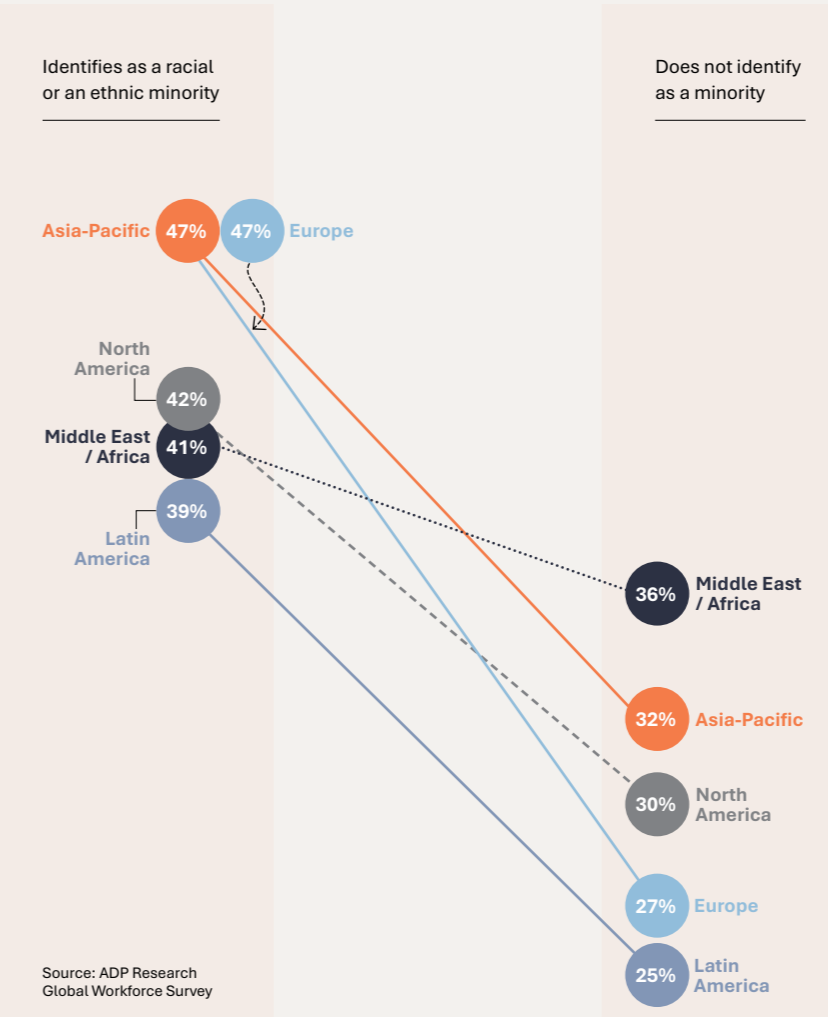 Identifies as a racial
or an ethnic minority
Does not identify
as a minority
Asia-Pacific 47% 47% Europe
North
America
42%
Middle East
/ Africa
41%
39%
Latin
America
36%
Middle East
/ Africa
32% Asia-Pacific
30%
North
America
27% Europe
25%
Latin
America
Source: ADP Research
Global Workforce Survey